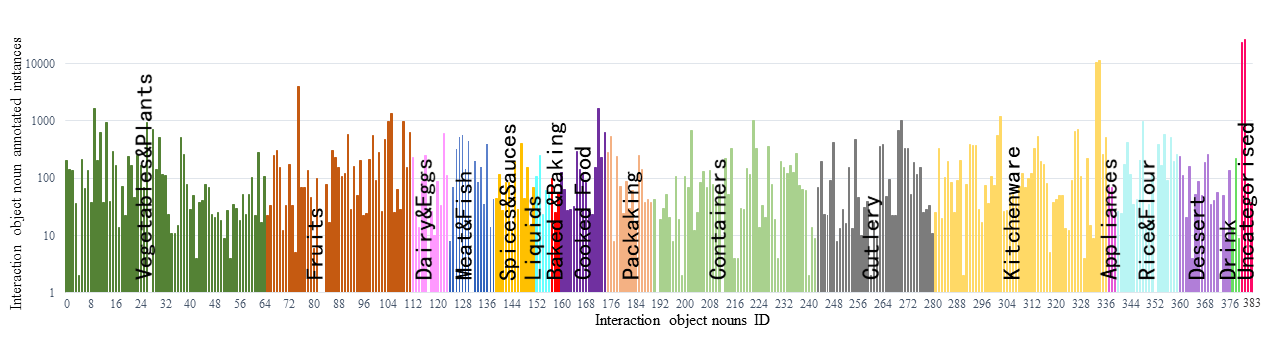 Interaction object noun annotated instances
10000
1000
100
10
1
Vegetables&Plants
Fruits
Dairy&Eggs
Meat&Fish
Spices&Sauces
Liquids
Baked &Baking
Cooked Food
Packaking
Containers
Cutlery
Kitchenware
Appliances
Rice&Flour
Dessert
Drink
Uncategorised
0 8 16 24 32 40 48 56 64 72 80 88 96 104 112 120 128 136 144 152 160 168 176 184 192 200 208 216 224 232 240 248 256 264 272 280 288 296 304 312 320 328 336 344 352 360 368 376 383
Interaction object nouns ID